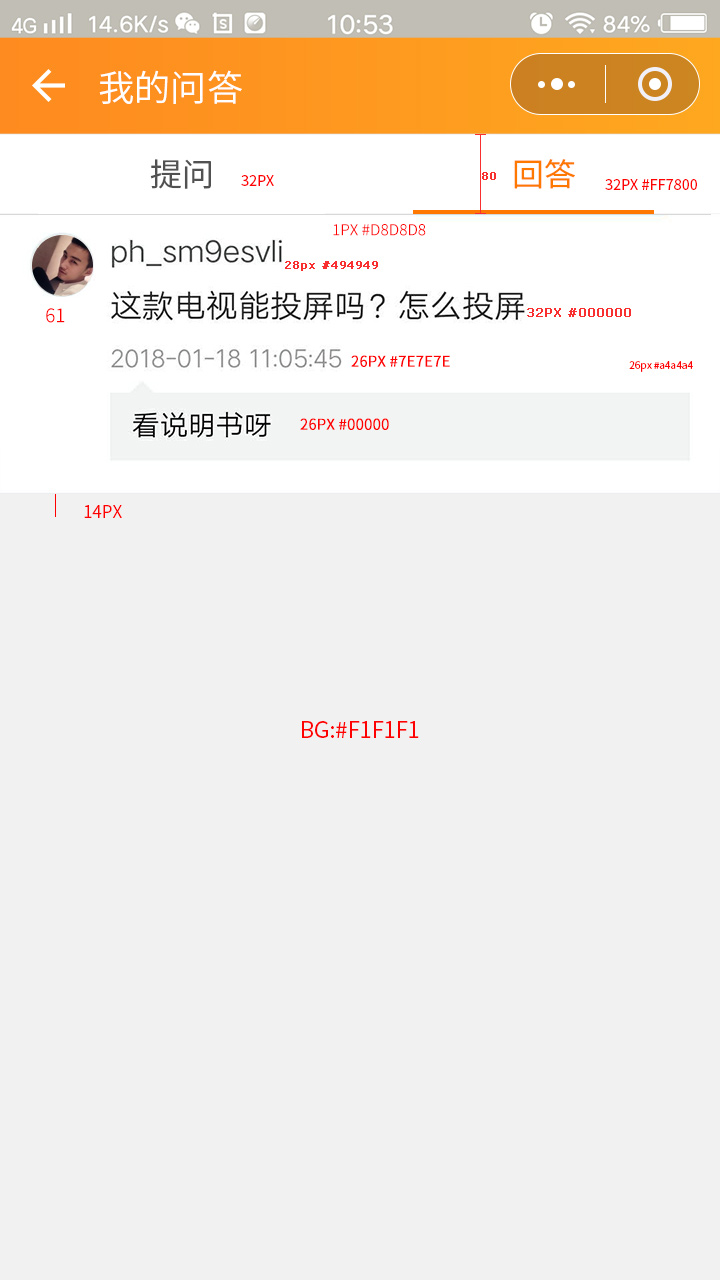 4G 14.6K/s 10:53 84%
我的问答
提问 32PX 80 回答 32PX #FF7800
1PX #D8D8D8
ph_sm9esvli 28px #494949
61
这款电视能投屏吗？怎么投屏 32PX #000000
2018-01-18 11:05:45 26PX #7E7E7E 26px #a4a4a4
看说明书呀 26PX #00000
14PX
BG:#F1F1F1